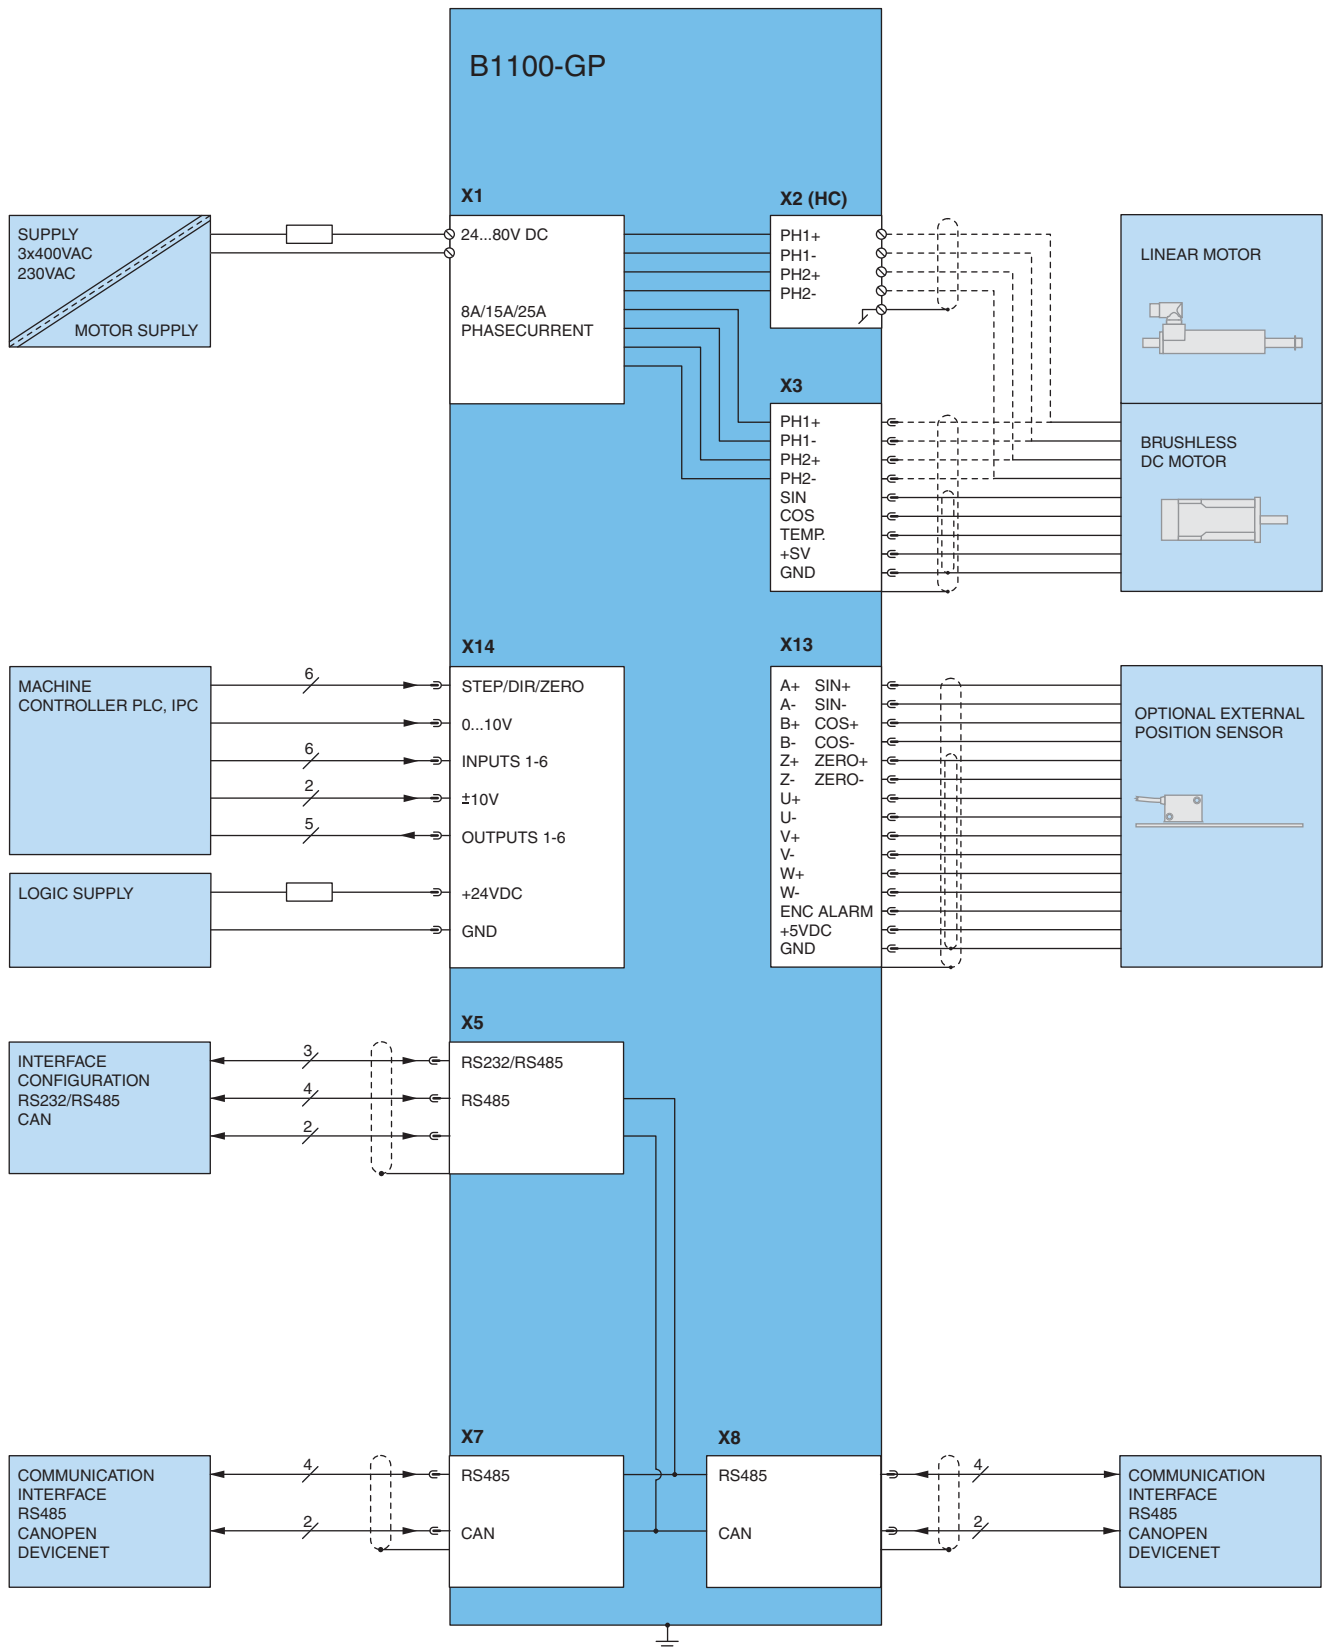 B1100-GP
X1
X2 (HC)
SUPPLY
3x400VAC
230VAC
MOTOR SUPPLY
24...80V DC
8A/15A/25A
PHASECURRENT
PH1+
PH1-
PH2+
PH2-
LINEAR MOTOR
X3
PH1+
PH1-
PH2+
PH2-
SIN
COS
TEMP.
+SV
GND
BRUSHLESS
DC MOTOR
X14
MACHINE
CONTROLLER PLC, IPC
6
STEP/DIR/ZERO
0...10V
6
INPUTS 1-6
2
±10V
5
OUTPUTS 1-6
LOGIC SUPPLY
+24VDC
GND
X13
A+ SIN+
A- SIN-
B+ COS+
B- COS-
Z+ ZERO+
Z- ZERO-
U+
U-
V+
V-
W+
W-
ENC ALARM
+5VDC
GND
OPTIONAL EXTERNAL
POSITION SENSOR
X5
INTERFACE
CONFIGURATION
RS232/RS485
CAN
3
RS232/RS485
4
RS485
2
X7
COMMUNICATION
INTERFACE
RS485
CANOPEN
DEVICENET
4
RS485
2
CAN
X8
RS485
CAN
4
2
COMMUNICATION
INTERFACE
RS485
CANOPEN
DEVICENET